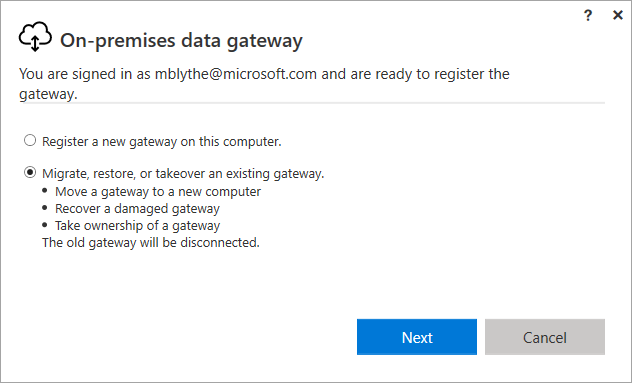 ? ×
On-premises data gateway
You are signed in as mblythe@microsoft.com and are ready to register the
gateway.
Register a new gateway on this computer.
Migrate, restore, or takeover an existing gateway.
• Move a gateway to a new computer
• Recover a damaged gateway
• Take ownership of a gateway
The old gateway will be disconnected.
Next Cancel